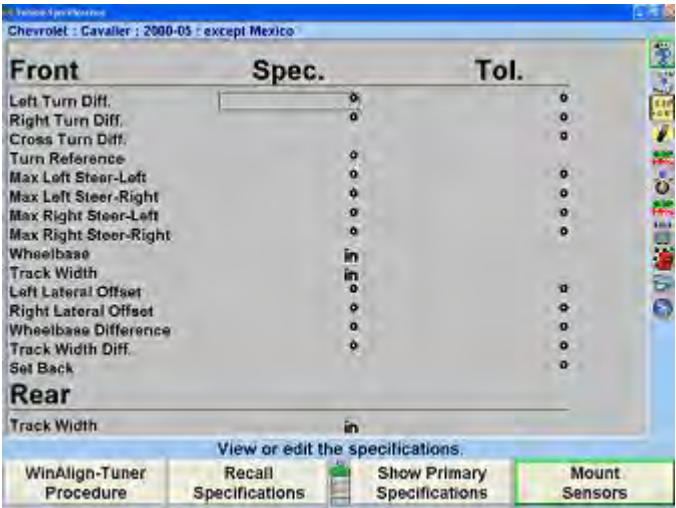 Vehicle Specifications
Chevrolet : Cavalier : 2000-05 : except Mexico
Front Spec. Tol.
Left Turn Diff. ° °
Right Turn Diff. ° °
Cross Turn Diff. °
Turn Reference °
Max Left Steer-Left ° °
Max Left Steer-Right ° °
Max Right Steer-Left ° °
Max Right Steer-Right ° °
Wheelbase in
Track Width in
Left Lateral Offset ° °
Right Lateral Offset ° °
Wheelbase Difference ° °
Track Width Diff. ° °
Set Back °
Rear
Track Width in
View or edit the specifications.
WinAlign-Tuner Procedure
Recall Specifications
Show Primary Specifications
Mount Sensors